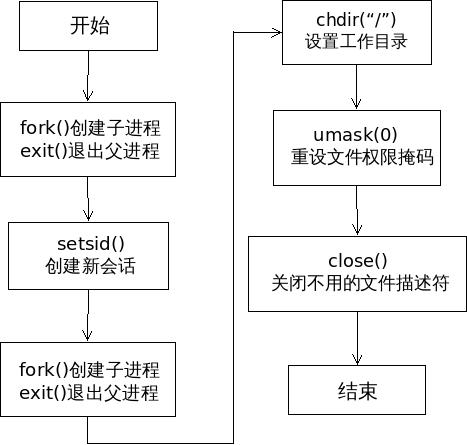 开始
fork()创建子进程
exit()退出父进程
setsid()
创建新会话
fork()创建子进程
exit()退出父进程
chdir(“/”)
设置工作目录
umask(0)
重设文件权限掩码
close()
关闭不用的文件描述符
结束